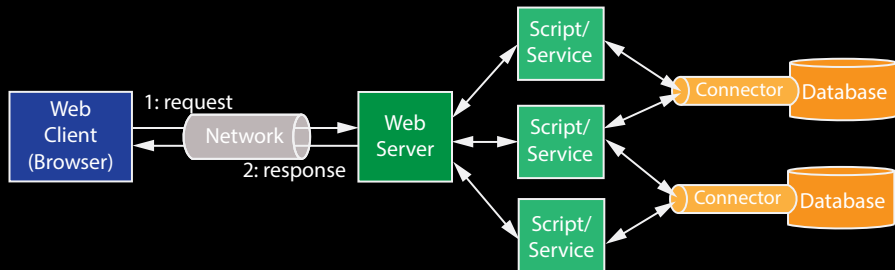 Web
Client
(Browser)
1: request
Network
2: response
Web
Server
Script/
Service
Script/
Service
Script/
Service
Connector
Database
Connector
Database